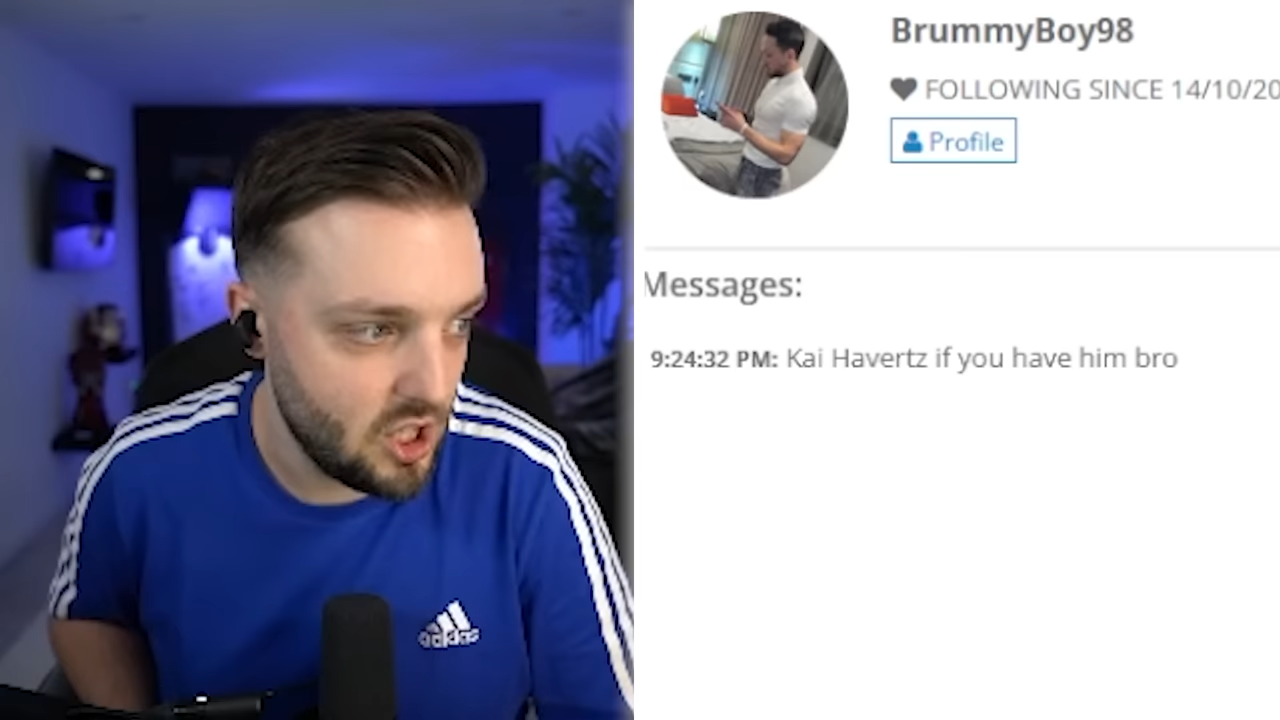 BrummyBoy98
FOLLOWING SINCE 14/10/20
Profile
Messages:
9:24:32 PM: Kai Havertz if you have him bro
adidas